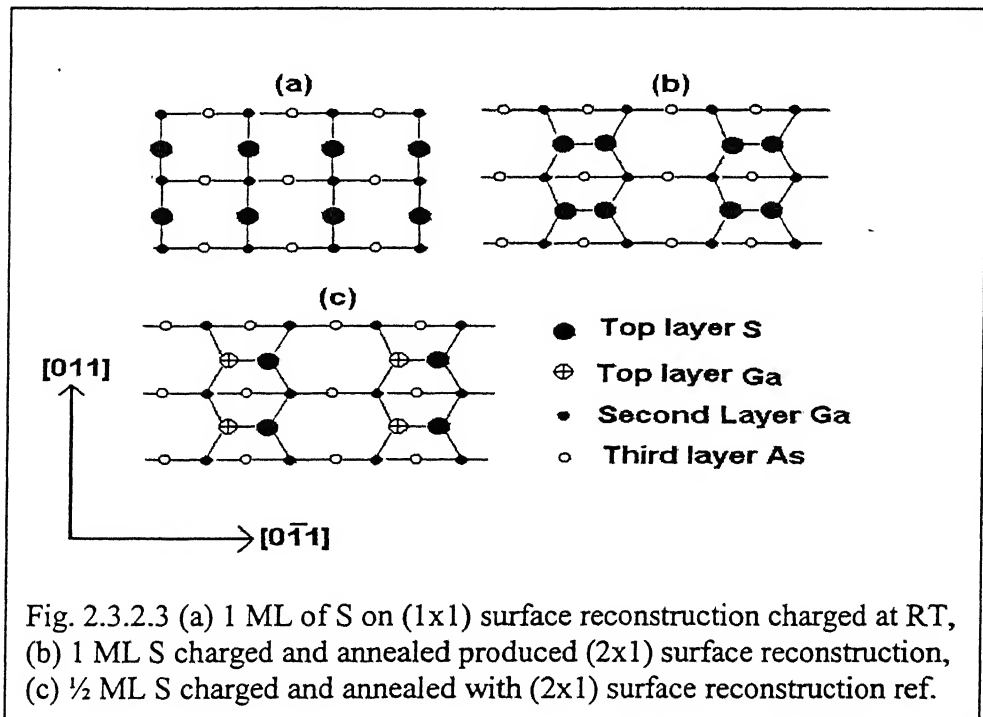 (a)
(b)
(c)
[011]
[01̄1]
Top layer S
Top layer Ga
Second Layer Ga
Third layer As
Fig. 2.3.2.3 (a) 1 ML of S on (1x1) surface reconstruction charged at RT,
(b) 1 ML S charged and annealed produced (2x1) surface reconstruction,
(c) ½ ML S charged and annealed with (2x1) surface reconstruction ref.